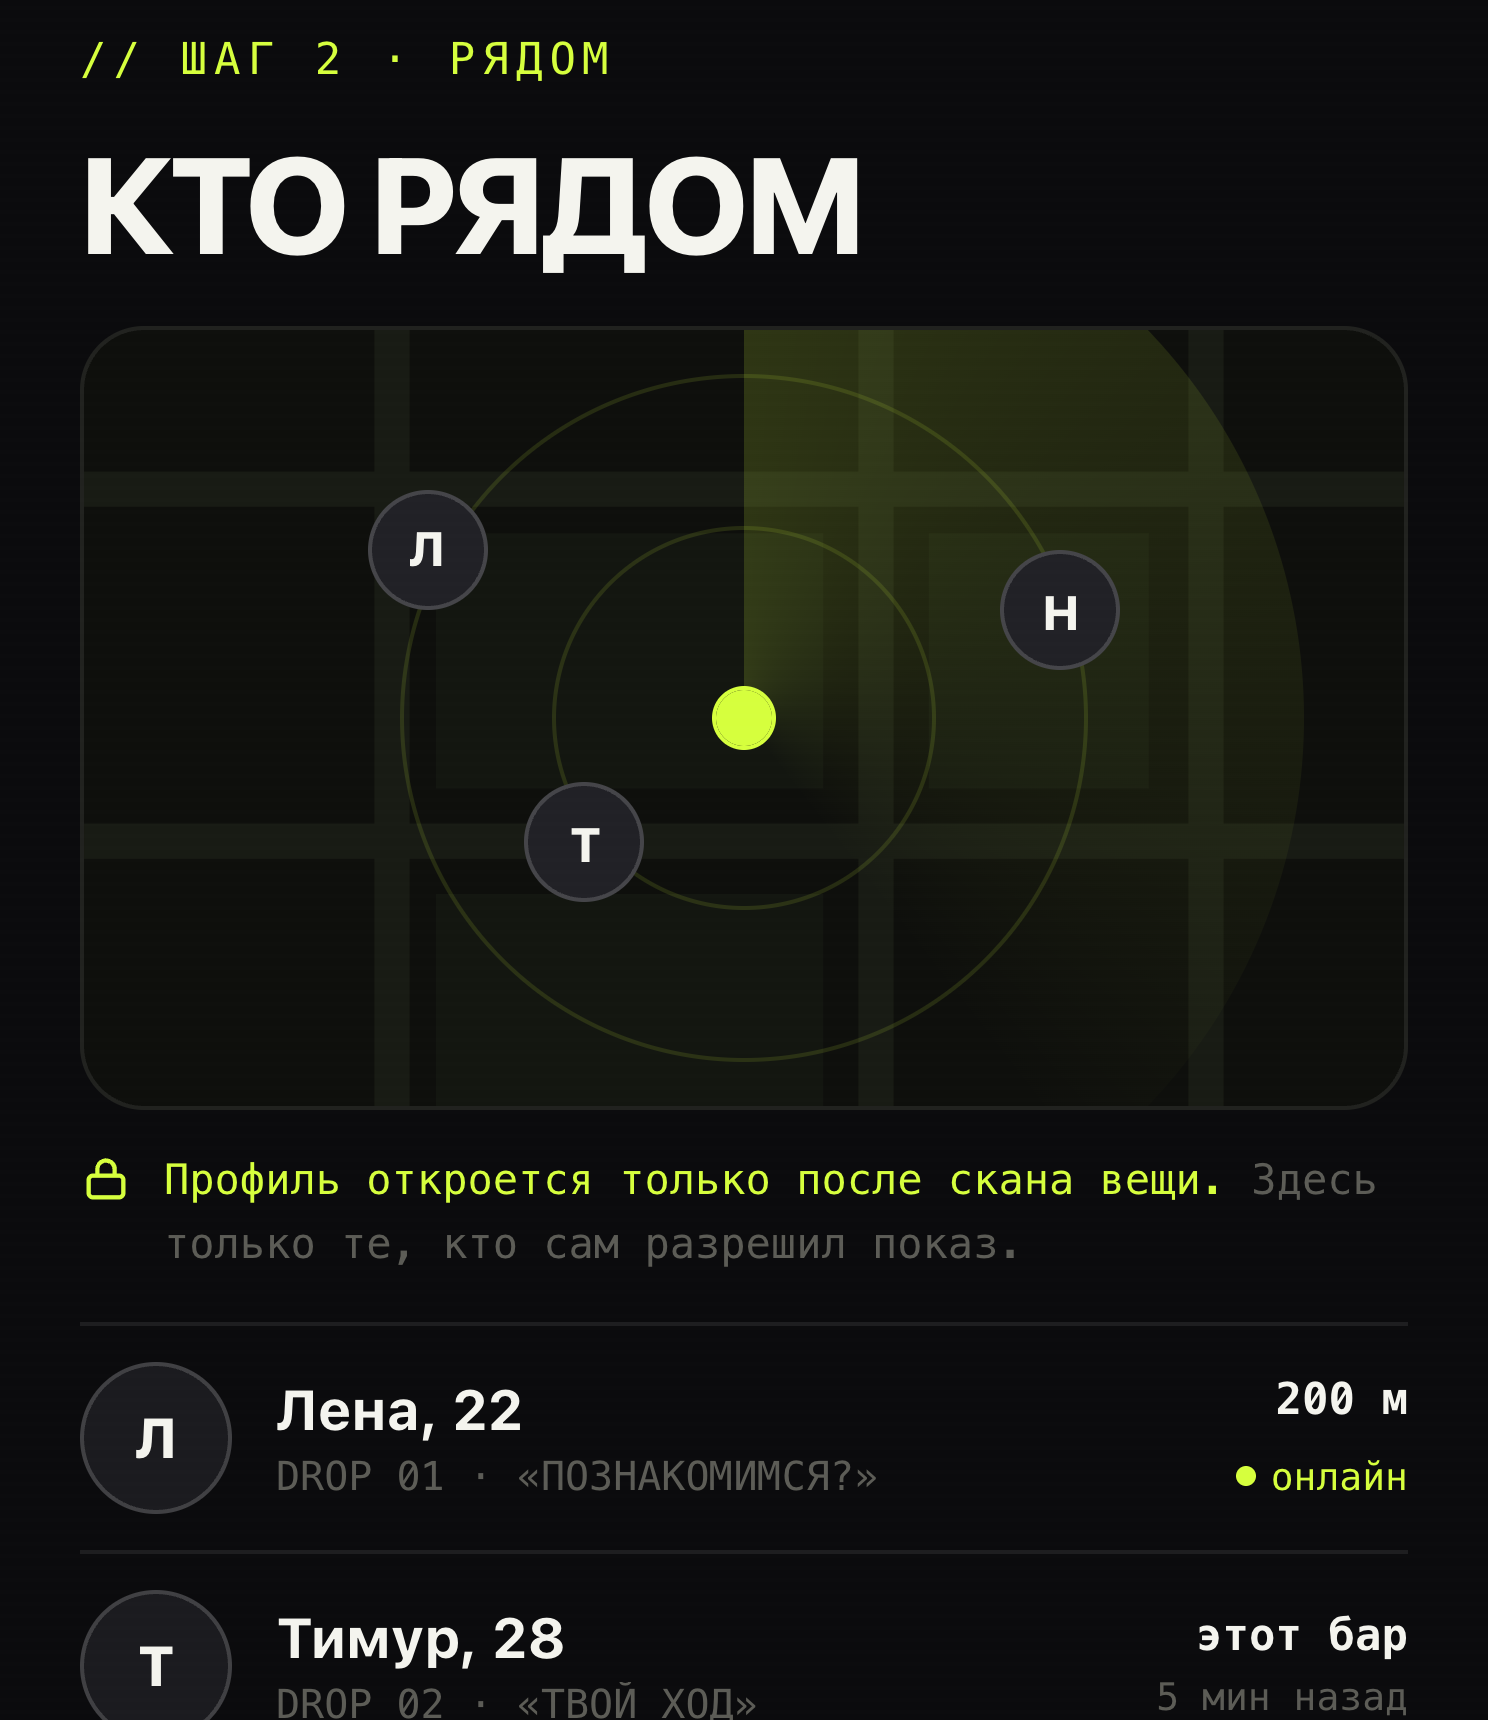 // ШАГ 2 · РЯДОМ
КТО РЯДОМ
Л
Н
Т
Профиль откроется только после скана вещи. Здесь
только те, кто сам разрешил показ.
Л
Лена, 22
200 м
DROP 01 · «ПОЗНАКОМИМСЯ?»
онлайн
Т
Тимур, 28
этот бар
DROP 02 · «ТВОЙ ХОД»
5 мин назад